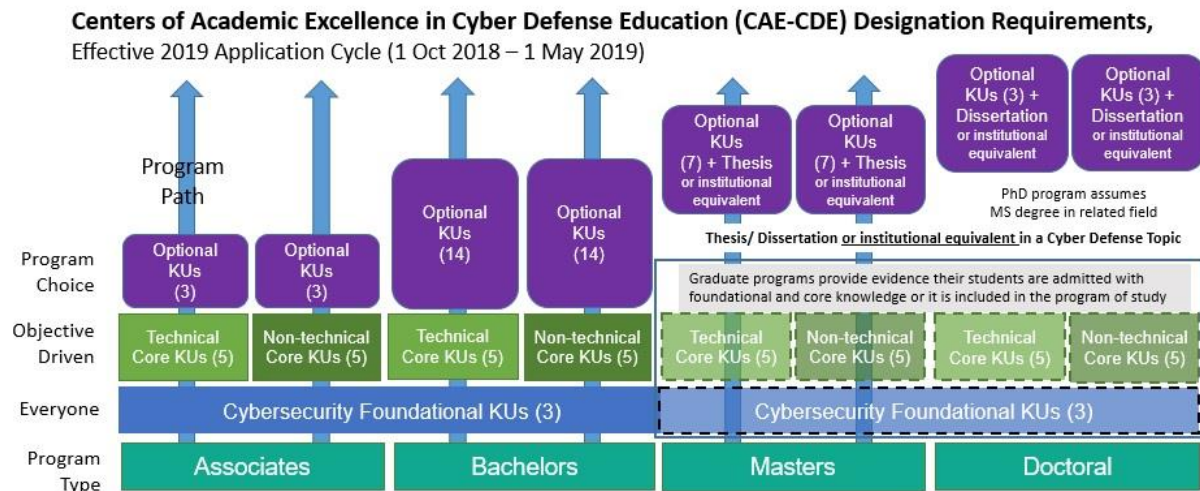 Centers of Academic Excellence in Cyber Defense Education (CAE-CDE) Designation Requirements,
Effective 2019 Application Cycle (1 Oct 2018 – 1 May 2019)
Program
Path
Optional
KUs (3) +
Dissertation
or institutional
equivalent
Optional
KUs (3) +
Dissertation
or institutional
equivalent
Optional
KUs
(7) + Thesis
or institutional
equivalent
Optional
KUs
(7) + Thesis
or institutional
equivalent
PhD program assumes
MS degree in related field
Thesis/ Dissertation or institutional equivalent in a Cyber Defense Topic
Program
Choice
Optional
KUs
(3)
Optional
KUs
(3)
Optional
KUs
(14)
Optional
KUs
(14)
Graduate programs provide evidence their students are admitted with
foundational and core knowledge or it is included in the program of study
Objective
Driven
Technical
Core KUs (5)
Non-technical
Core KUs (5)
Technical
Core KUs (5)
Non-technical
Core KUs (5)
Technical
Core KUs (5)
Non-technical
Core KUs (5)
Technical
Core KUs (5)
Non-technical
Core KUs (5)
Everyone
Cybersecurity Foundational KUs (3)
Cybersecurity Foundational KUs (3)
Program
Type
Associates
Bachelors
Masters
Doctoral